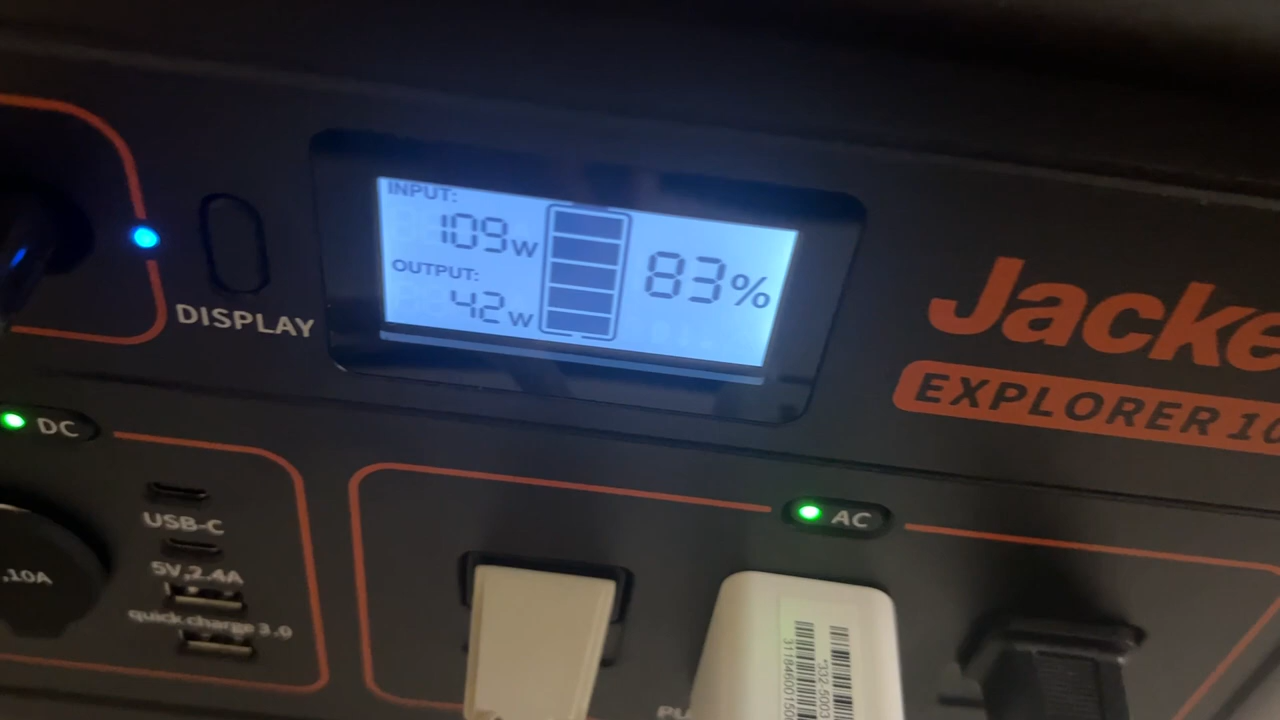 INPUT:
109W
OUTPUT:
42W
83%
DISPLAY
Jacke
EXPLORER 10
DC
USB-C
5V,2.4A
quick charge 3.0
,10A
AC